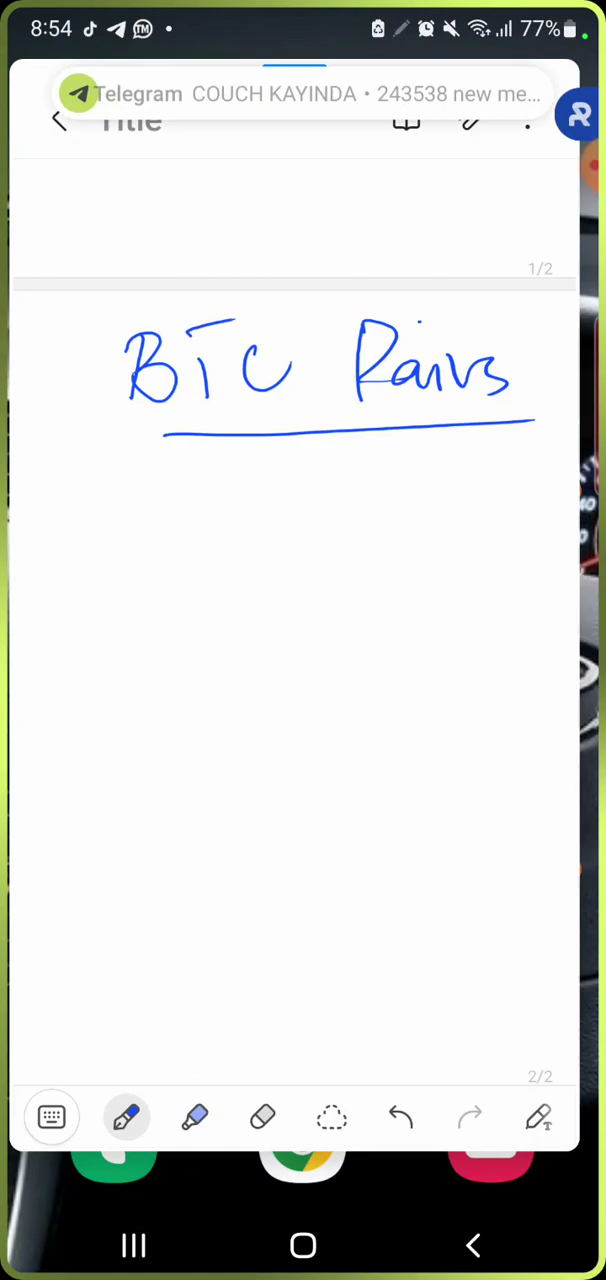 8:54 77%
Telegram COUCH KAYINDA • 243538 new me...
Title
1/2
BTC Pairs
2/2